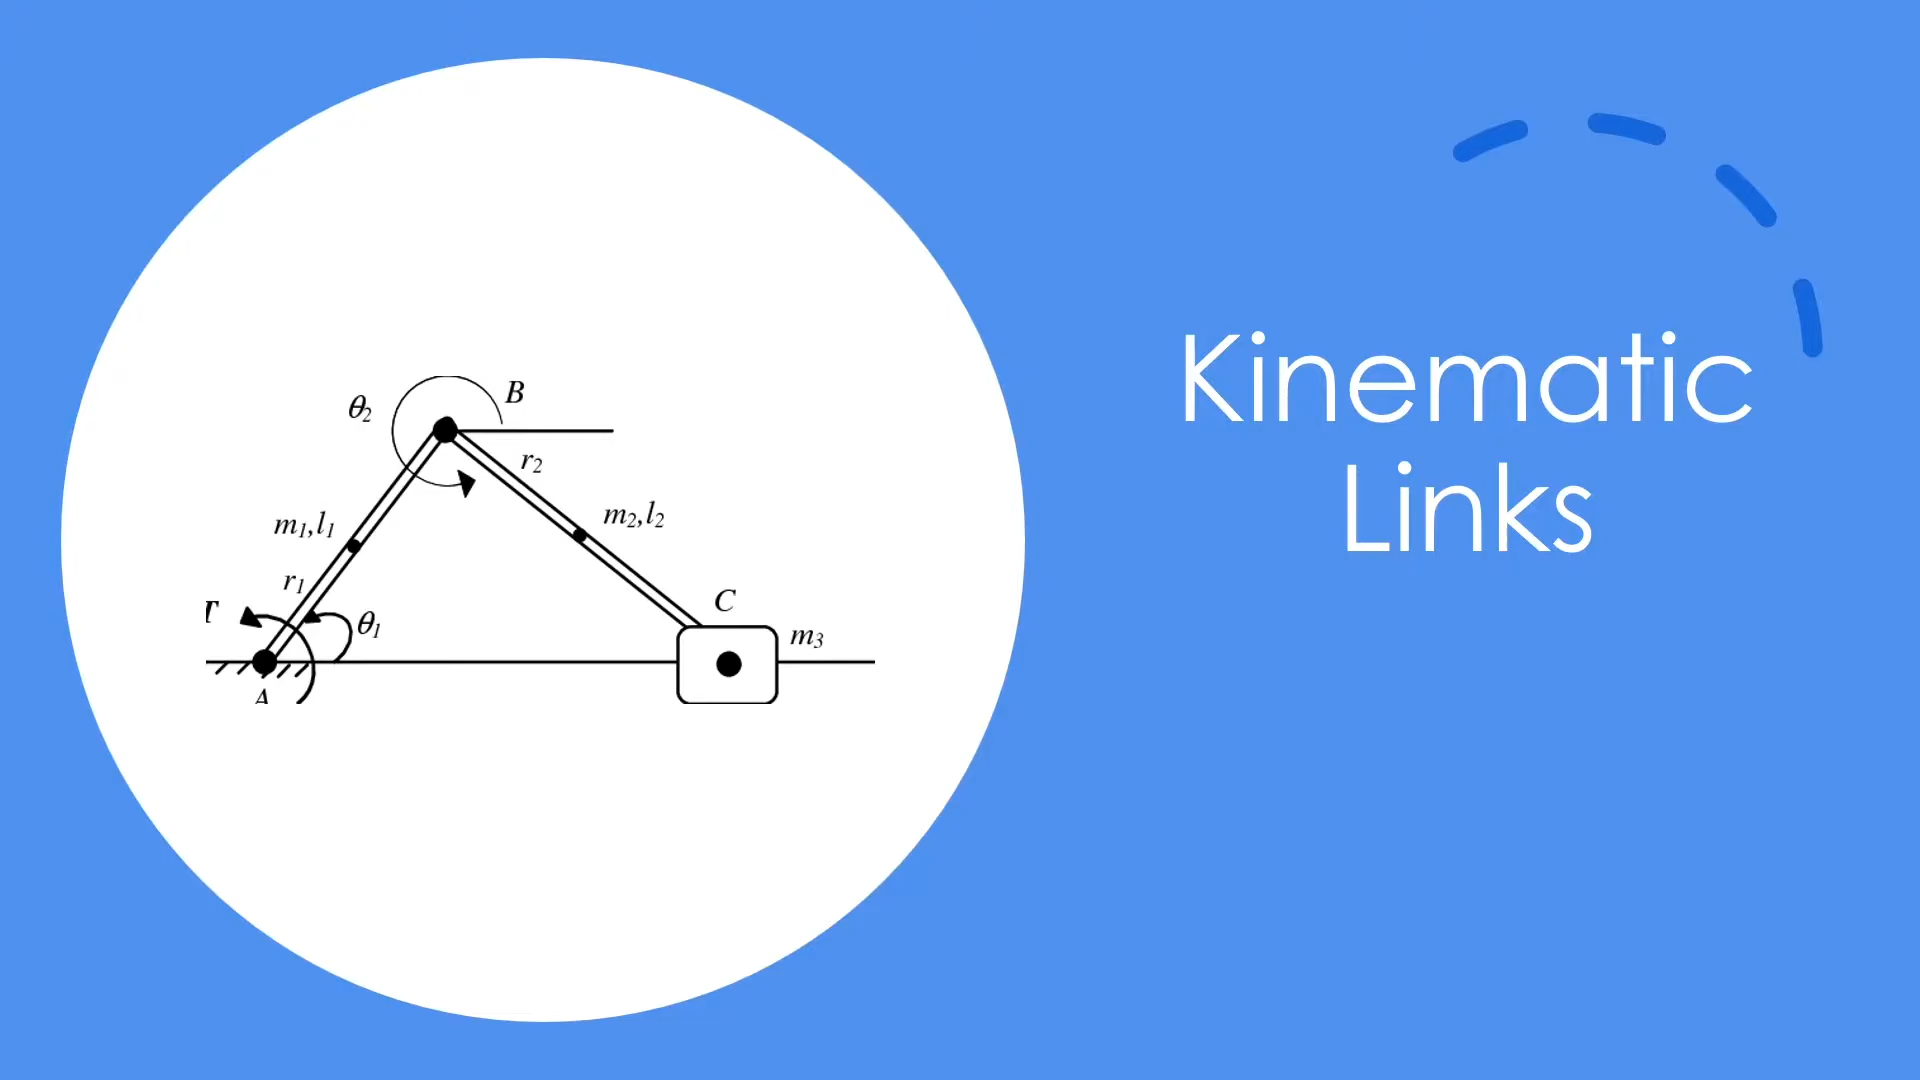 θ2
B
r2
m1,l1
m2,l2
r1
C
T
θ1
m3
A
Kinematic
Links